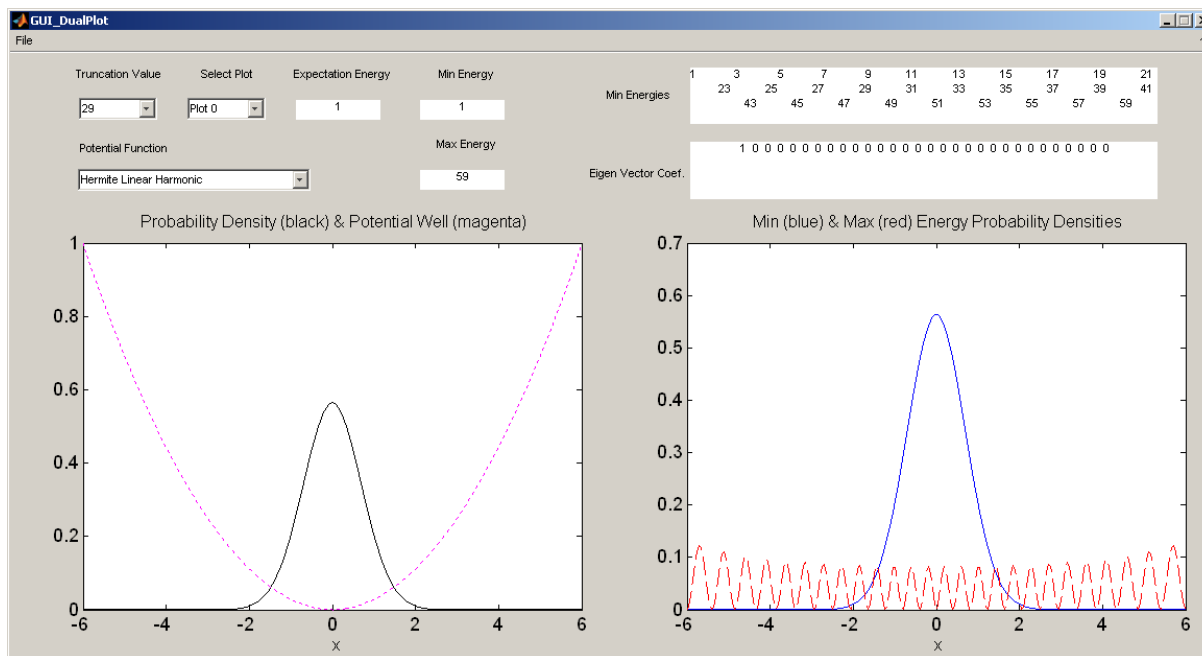 GUI_DualPlot
File
Truncation Value Select Plot Expectation Energy Min Energy
29 Plot 0 1 1
Potential Function Max Energy
Hermite Linear Harmonic 59
Min Energies
1 3 5 7 9 11 13 15 17 19 21
23 25 27 29 31 33 35 37 39 41
43 45 47 49 51 53 55 57 59
Eigen Vector Coef.
1 0 0 0 0 0 0 0 0 0 0 0 0 0 0 0 0 0 0 0 0 0 0 0 0 0 0 0 0 0
Probability Density (black) & Potential Well (magenta)
1
0.8
0.6
0.4
0.2
0
-6 -4 -2 0 2 4 6
X
Min (blue) & Max (red) Energy Probability Densities
0.7
0.6
0.5
0.4
0.3
0.2
0.1
0
-6 -4 -2 0 2 4 6
X